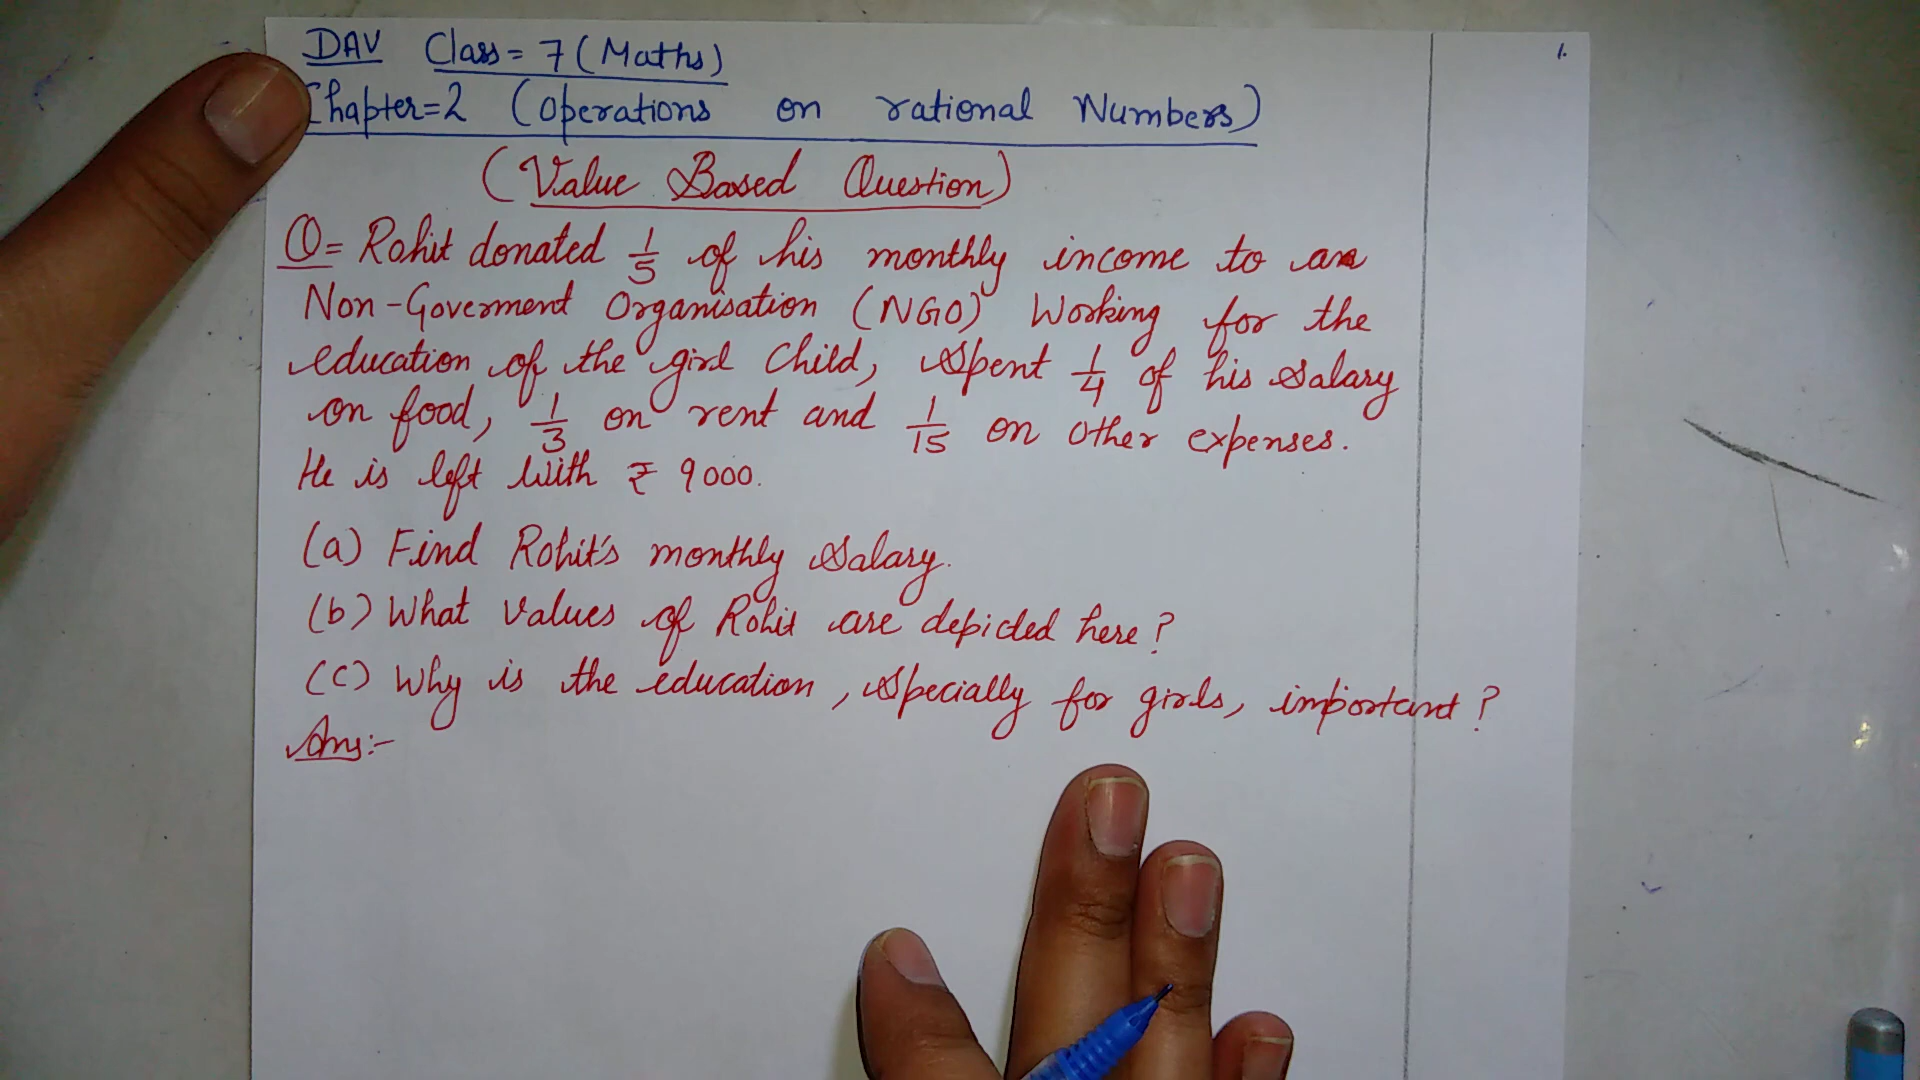 DAV Class = 7 (Maths)
1.
Chapter=2 (Operations on rational Numbers)
(Value Based Question)
Q= Rohit donated 1/5 of his monthly income to an
Non-Goverment Organisation (NGO) Working for the
education of the girl child, Spent 1/4 of his Salary
on food, 1/3 on rent and 1/15 on other expenses.
He is left with ₹ 9000.
(a) Find Rohit's monthly Salary.
(b) What values of Rohit are depicted here?
(c) Why is the education, specially for girls, important?
Ans:-